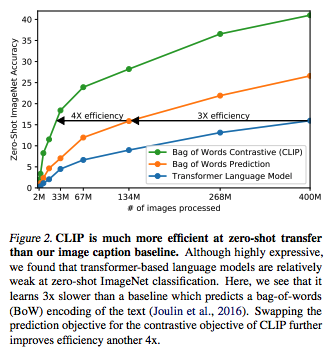 40
35
30
25
20
15
10
5
0
Zero-Shot ImageNet Accuracy
4X efficiency
3X efficiency
Bag of Words Contrastive (CLIP)
Bag of Words Prediction
Transformer Language Model
2M 33M 67M 134M 268M 400M
# of images processed
Figure 2. CLIP is much more efficient at zero-shot transfer
than our image caption baseline. Although highly expressive,
we found that transformer-based language models are relatively
weak at zero-shot ImageNet classification. Here, we see that it
learns 3x slower than a baseline which predicts a bag-of-words
(BoW) encoding of the text (Joulin et al., 2016). Swapping
the prediction objective for the contrastive objective of CLIP further
improves efficiency another 4x.